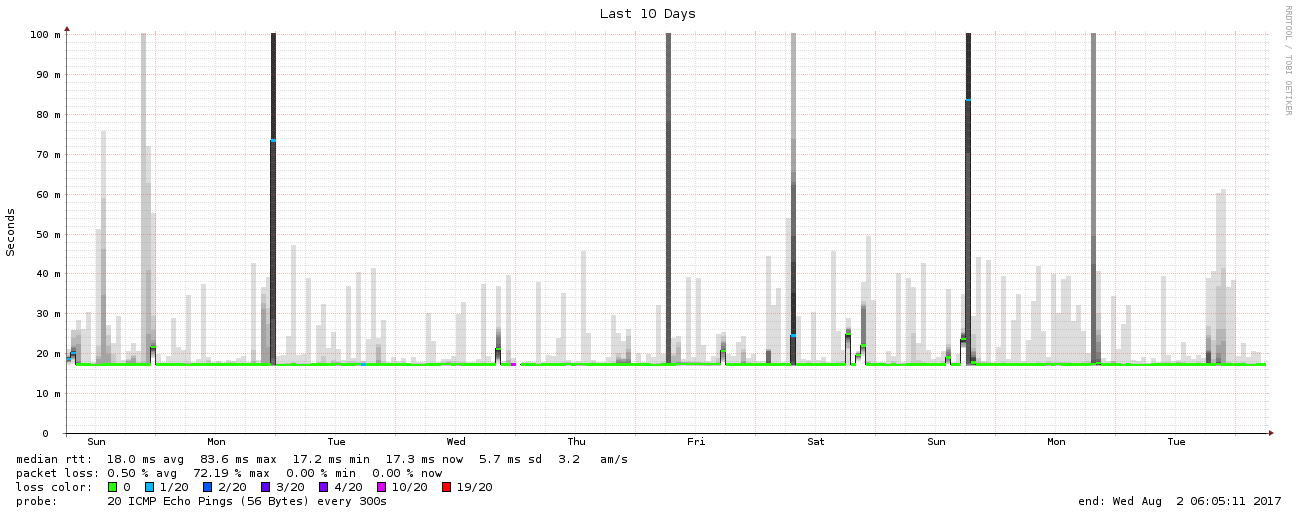 Last 10 Days
RRDTOOL / TOBI OETIKER
Seconds
100 m
90 m
80 m
70 m
60 m
50 m
40 m
30 m
20 m
10 m
0
Sun Mon Tue Wed Thu Fri Sat Sun Mon Tue
median rtt: 18.0 ms avg 83.6 ms max 17.2 ms min 17.3 ms now 5.7 ms sd 3.2 am/s
packet loss: 0.50 % avg 72.19 % max 0.00 % min 0.00 % now
loss color: 0 1/20 2/20 3/20 4/20 10/20 19/20
probe: 20 ICMP Echo Pings (56 Bytes) every 300s end: Wed Aug 2 06:05:11 2017